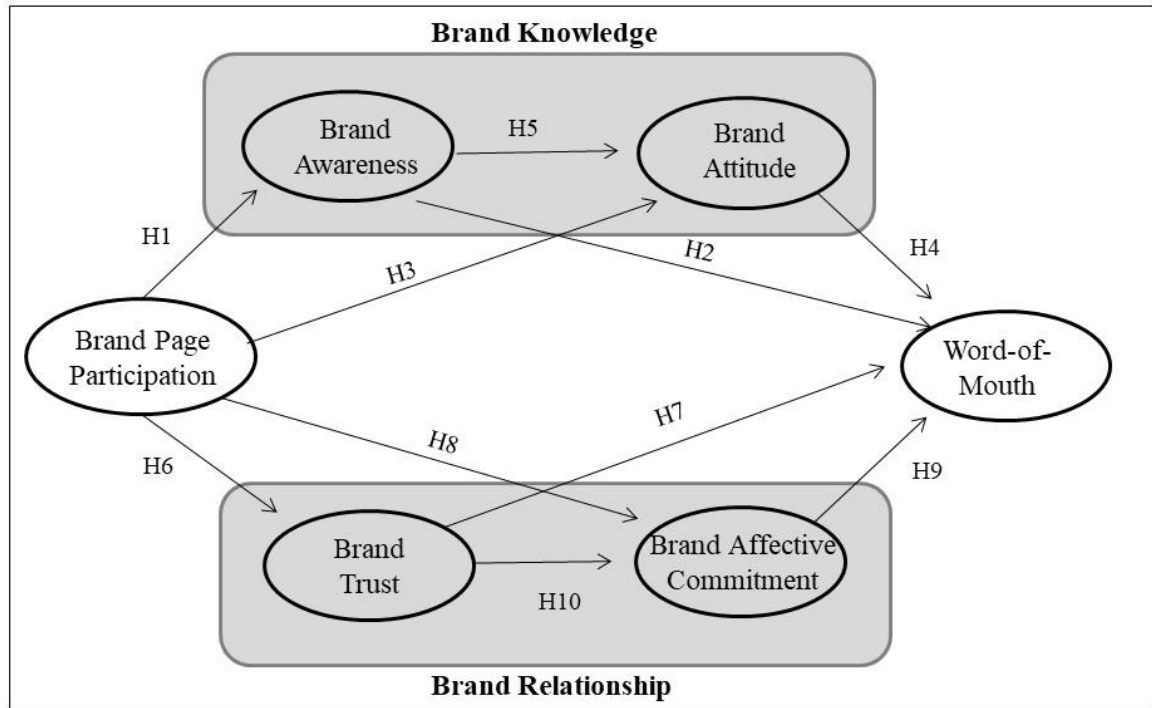 Brand Knowledge
Brand
Awareness
H5
Brand
Attitude
H1
H3
H2
H4
Brand Page
Participation
Word-of-
Mouth
H6
H8
H7
H9
Brand
Trust
H10
Brand Affective
Commitment
Brand Relationship